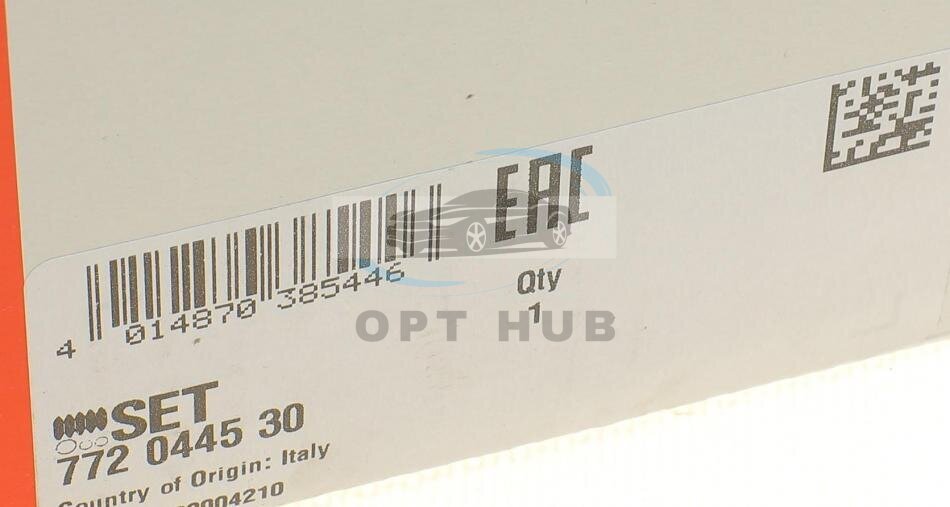 EAC
4 014870 385446
Qty
1
OPT HUB
SET
772 0445 30
Country of Origin: Italy